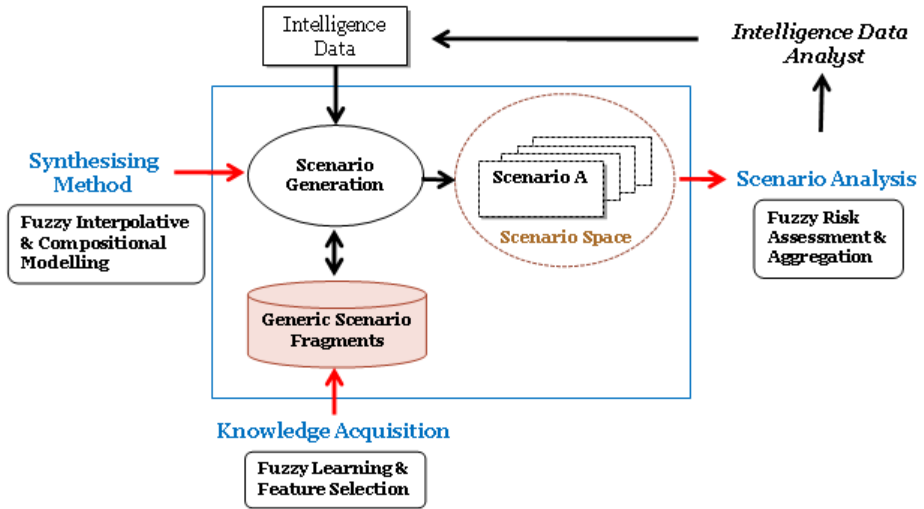 Intelligence
Data
Intelligence Data
Analyst
Synthesising
Method
Fuzzy Interpolative
& Compositional
Modelling
Scenario
Generation
Scenario A
Scenario Space
Scenario Analysis
Fuzzy Risk
Assessment &
Aggregation
Generic Scenario
Fragments
Knowledge Acquisition
Fuzzy Learning &
Feature Selection